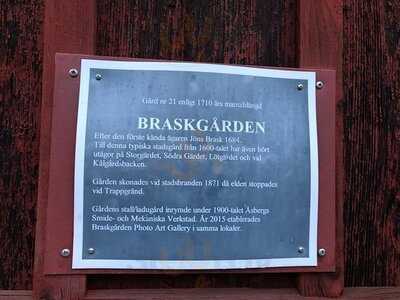 Gård nr 21 enligt 1710 års mantalslängd
BRASKGÅRDEN
Efter den förste kända ägaren Jöns Brask 1684.
Till denna typiska stadsgård från 1600-talet har även hört
utägor på Storgärdet, Södra Gärdet, Lötgärdet och vid
Kålgårdsbacken.
Gården skonades vid stadsbranden 1871 då elden stoppades
vid Trappgränd.
Gårdens stall/ladugård inrymde under 1900-talet Åsbergs
Smide- och Mekaniska Verkstad. År 2015 etablerades
Braskgården Photo Art Gallery i samma lokaler.